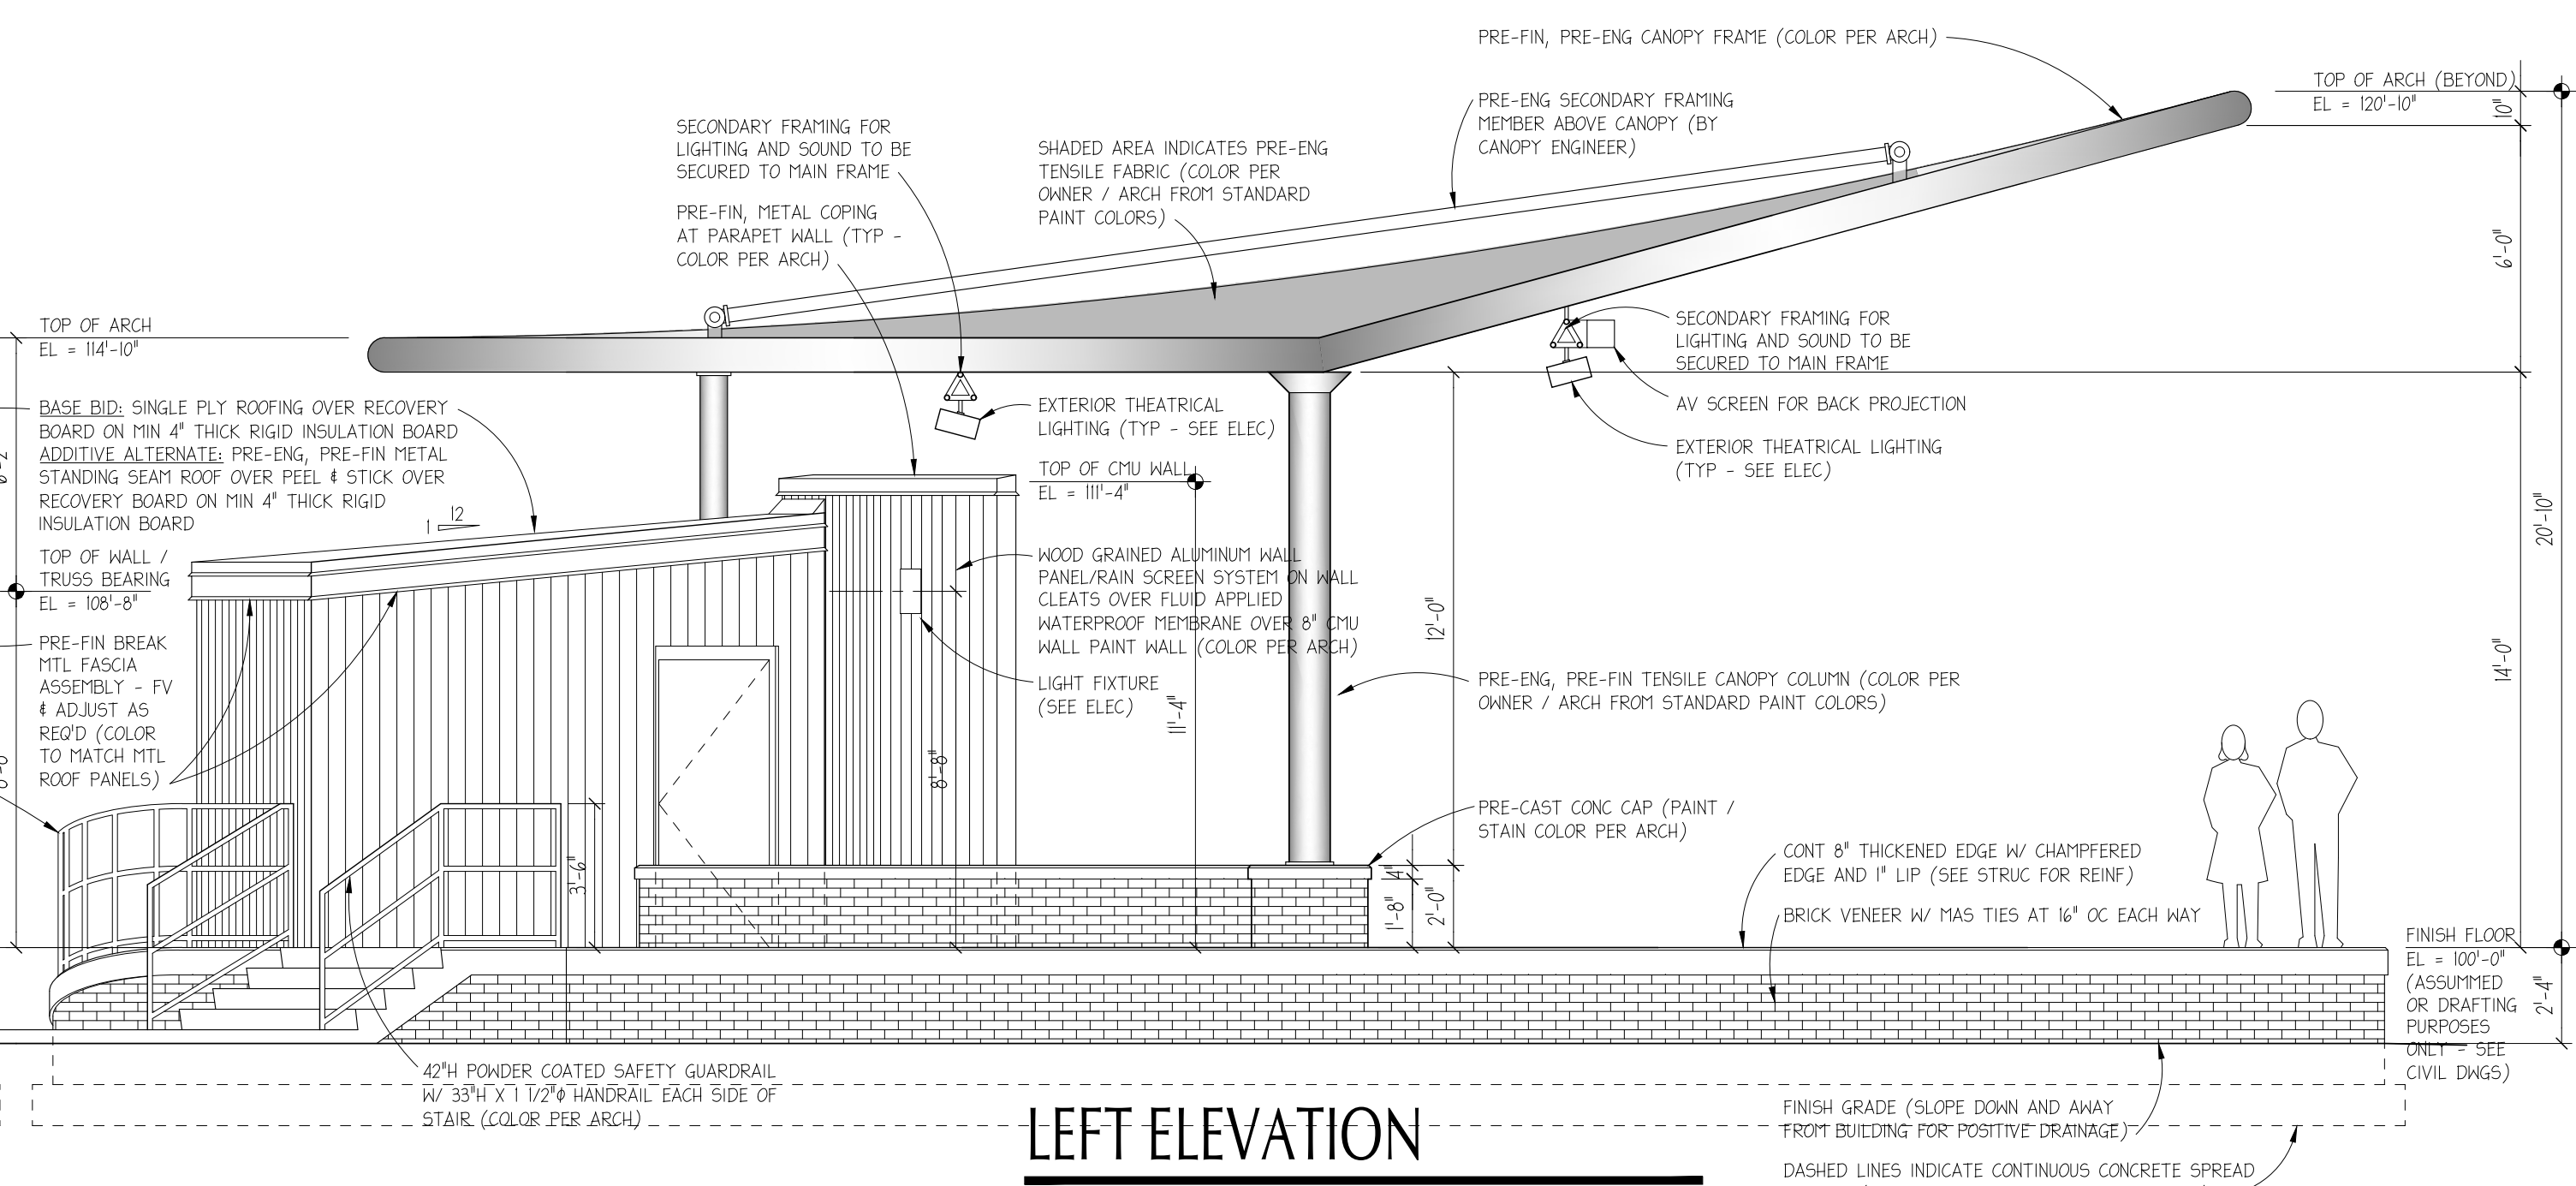 PRE-FIN, PRE-ENG CANOPY FRAME (COLOR PER ARCH)
TOP OF ARCH (BEYOND)
EL = 120'-10"
10"
PRE-ENG SECONDARY FRAMING
MEMBER ABOVE CANOPY (BY
CANOPY ENGINEER)
SECONDARY FRAMING FOR
LIGHTING AND SOUND TO BE
SECURED TO MAIN FRAME
SHADED AREA INDICATES PRE-ENG
TENSILE FABRIC (COLOR PER
OWNER / ARCH FROM STANDARD
PAINT COLORS)
PRE-FIN, METAL COPING
AT PARAPET WALL (TYP -
COLOR PER ARCH)
6'-0"
TOP OF ARCH
EL = 114'-10"
SECONDARY FRAMING FOR
LIGHTING AND SOUND TO BE
SECURED TO MAIN FRAME
AV SCREEN FOR BACK PROJECTION
EXTERIOR THEATRICAL LIGHTING
(TYP - SEE ELEC)
BASE BID: SINGLE PLY ROOFING OVER RECOVERY
BOARD ON MIN 4" THICK RIGID INSULATION BOARD
ADDITIVE ALTERNATE: PRE-ENG, PRE-FIN METAL
STANDING SEAM ROOF OVER PEEL & STICK OVER
RECOVERY BOARD ON MIN 4" THICK RIGID
INSULATION BOARD
12
1
EXTERIOR THEATRICAL
LIGHTING (TYP - SEE ELEC)
TOP OF CMU WALL
EL = 111'-4"
20'-10"
TOP OF WALL /
TRUSS BEARING
EL = 108'-8"
WOOD GRAINED ALUMINUM WALL
PANEL/RAIN SCREEN SYSTEM ON WALL
CLEATS OVER FLUID APPLIED
WATERPROOF MEMBRANE OVER 8" CMU
WALL PAINT WALL (COLOR PER ARCH)
12'-0"
14'-0"
PRE-FIN BREAK
MTL FASCIA
ASSEMBLY - FV
& ADJUST AS
REQ'D (COLOR
TO MATCH MTL
ROOF PANELS)
LIGHT FIXTURE
(SEE ELEC)
11'-4"
8'-8"
PRE-ENG, PRE-FIN TENSILE CANOPY COLUMN (COLOR PER
OWNER / ARCH FROM STANDARD PAINT COLORS)
PRE-CAST CONC CAP (PAINT /
STAIN COLOR PER ARCH)
3'-6"
4"
1'-8"
2'-0"
CONT 8" THICKENED EDGE W/ CHAMPFERED
EDGE AND 1" LIP (SEE STRUC FOR REINF)
BRICK VENEER W/ MAS TIES AT 16" OC EACH WAY
FINISH FLOOR
EL = 100'-0"
(ASSUMMED
OR DRAFTING
PURPOSES
ONLY - SEE
CIVIL DWGS)
2'-4"
42"H POWDER COATED SAFETY GUARDRAIL
W/ 33"H X 1 1/2"ϕ HANDRAIL EACH SIDE OF
STAIR (COLOR PER ARCH)
LEFT ELEVATION
FINISH GRADE (SLOPE DOWN AND AWAY
FROM BUILDING FOR POSITIVE DRAINAGE)
DASHED LINES INDICATE CONTINUOUS CONCRETE SPREAD